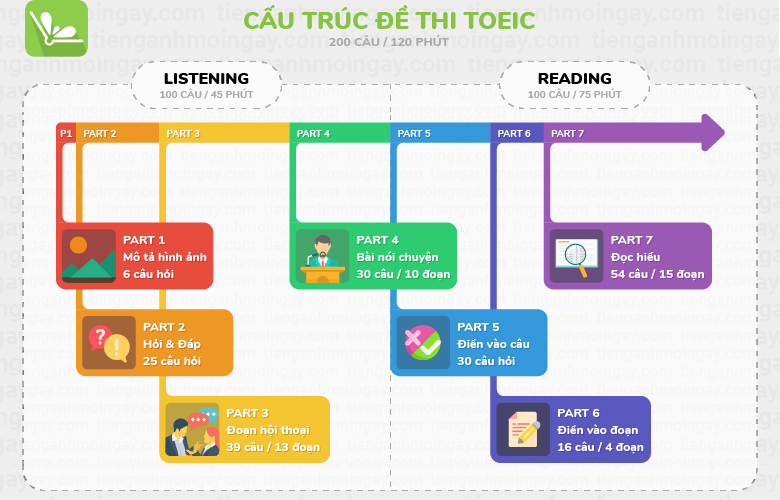 CẤU TRÚC ĐỀ THI TOEIC
200 CÂU / 120 PHÚT
LISTENING
100 CÂU / 45 PHÚT
READING
100 CÂU / 75 PHÚT
P1 PART 2 PART 3 PART 4 PART 5 PART 6 PART 7
PART 1
Mô tả hình ảnh
6 câu hỏi
PART 4
Bài nói chuyện
30 câu / 10 đoạn
PART 7
Đọc hiểu
54 câu / 15 đoạn
PART 2
Hỏi & Đáp
25 câu hỏi
PART 5
Điền vào câu
30 câu hỏi
PART 3
Đoạn hội thoại
39 câu / 13 đoạn
PART 6
Điền vào đoạn
16 câu / 4 đoạn
tienganhmoingay.com